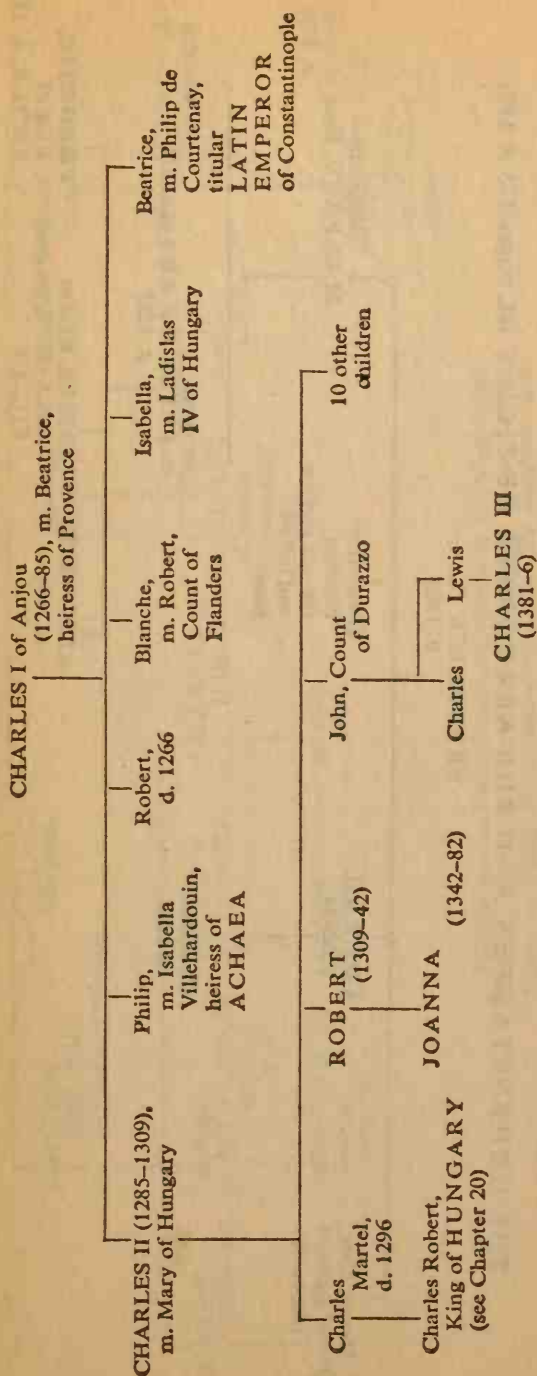 CHARLES I of Anjou
(1266–85), m. Beatrice,
heiress of Provence
CHARLES II (1285–1309),
m. Mary of Hungary
Philip,
m. Isabella
Villehardouin,
heiress of
ACHAEA
Robert,
d. 1266
Blanche,
m. Robert,
Count of
Flanders
Isabella,
m. Ladislas
IV of Hungary
Beatrice,
m. Philip de
Courtenay,
titular
LATIN
EMPEROR
of Constantinople
Charles
Martel,
d. 1296
ROBERT
(1309–42)
John, Count
of Durazzo
10 other
children
Charles Robert,
King of HUNGARY
(see Chapter 20)
JOANNA
(1342–82)
Charles
Lewis
CHARLES III
(1381–6)